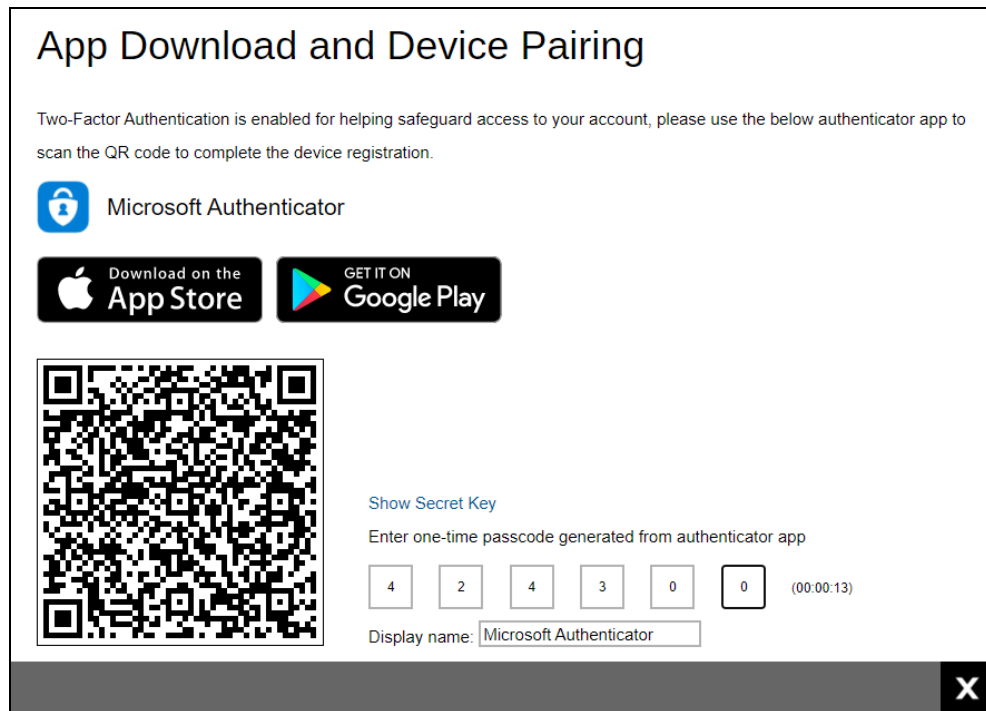 App Download and Device Pairing
Two-Factor Authentication is enabled for helping safeguard access to your account, please use the below authenticator app to
scan the QR code to complete the device registration.
Microsoft Authenticator
Download on the
App Store
GET IT ON
Google Play
Show Secret Key
Enter one-time passcode generated from authenticator app
4 2 4 3 0 0 (00:00:13)
Display name: Microsoft Authenticator
X